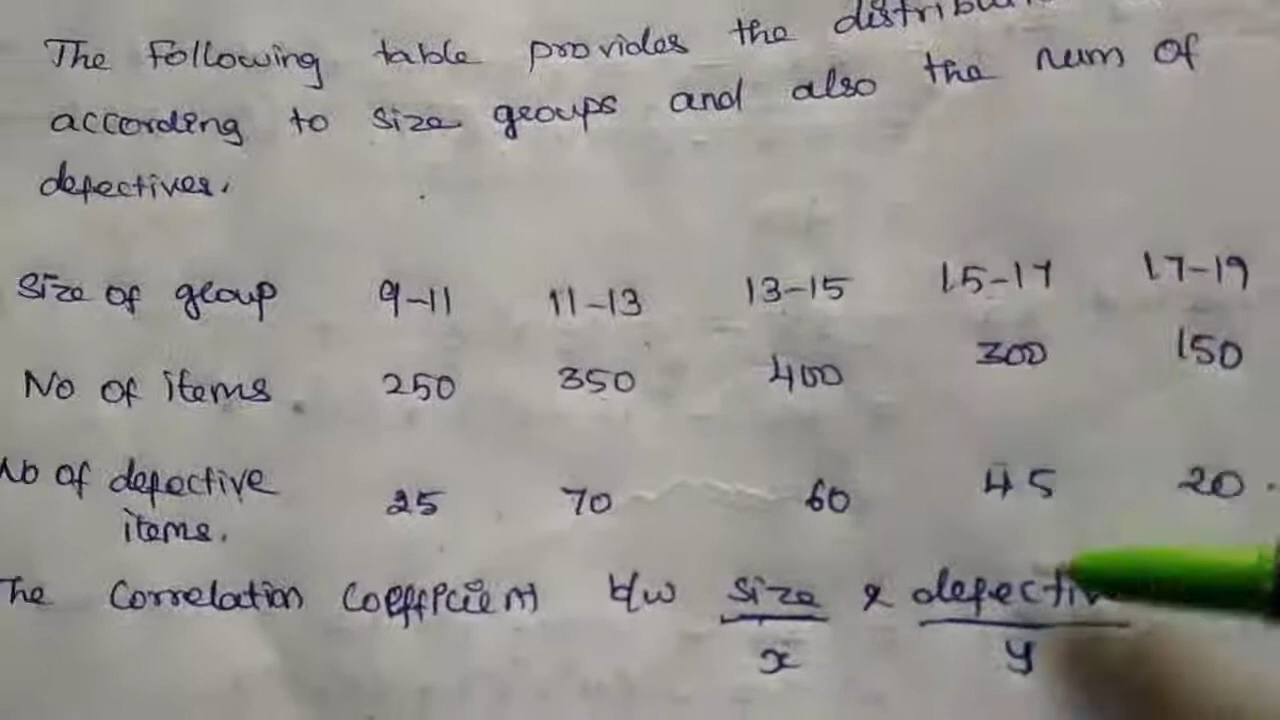 The following table provides the distribu
according to size groups and also the num of
defectives.
Size of group 9-11 11-13 13-15 15-17 17-19
No of items 250 350 400 300 150
No of defective items. 25 70 60 45 20.
The Correlation Coefficient b/w size & defectiv
x y